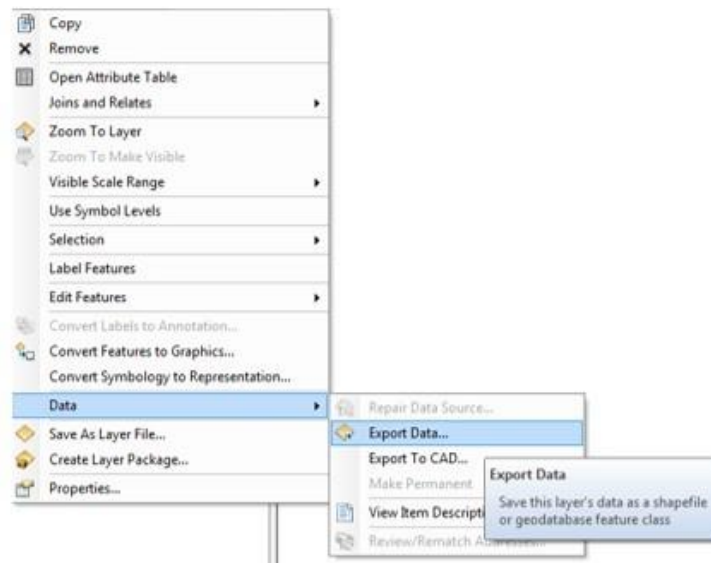 Copy
Remove
Open Attribute Table
Joins and Relates
Zoom To Layer
Zoom To Make Visible
Visible Scale Range
Use Symbol Levels
Selection
Label Features
Edit Features
Convert Labels to Annotation...
Convert Features to Graphics...
Convert Symbology to Representation...
Data
Save As Layer File...
Create Layer Package...
Properties...
Repair Data Source...
Export Data...
Export To CAD...
Make Permanent
View Item Descripti
Review/Rematch Addresses...
Export Data
Save this layer's data as a shapefile
or geodatabase feature class